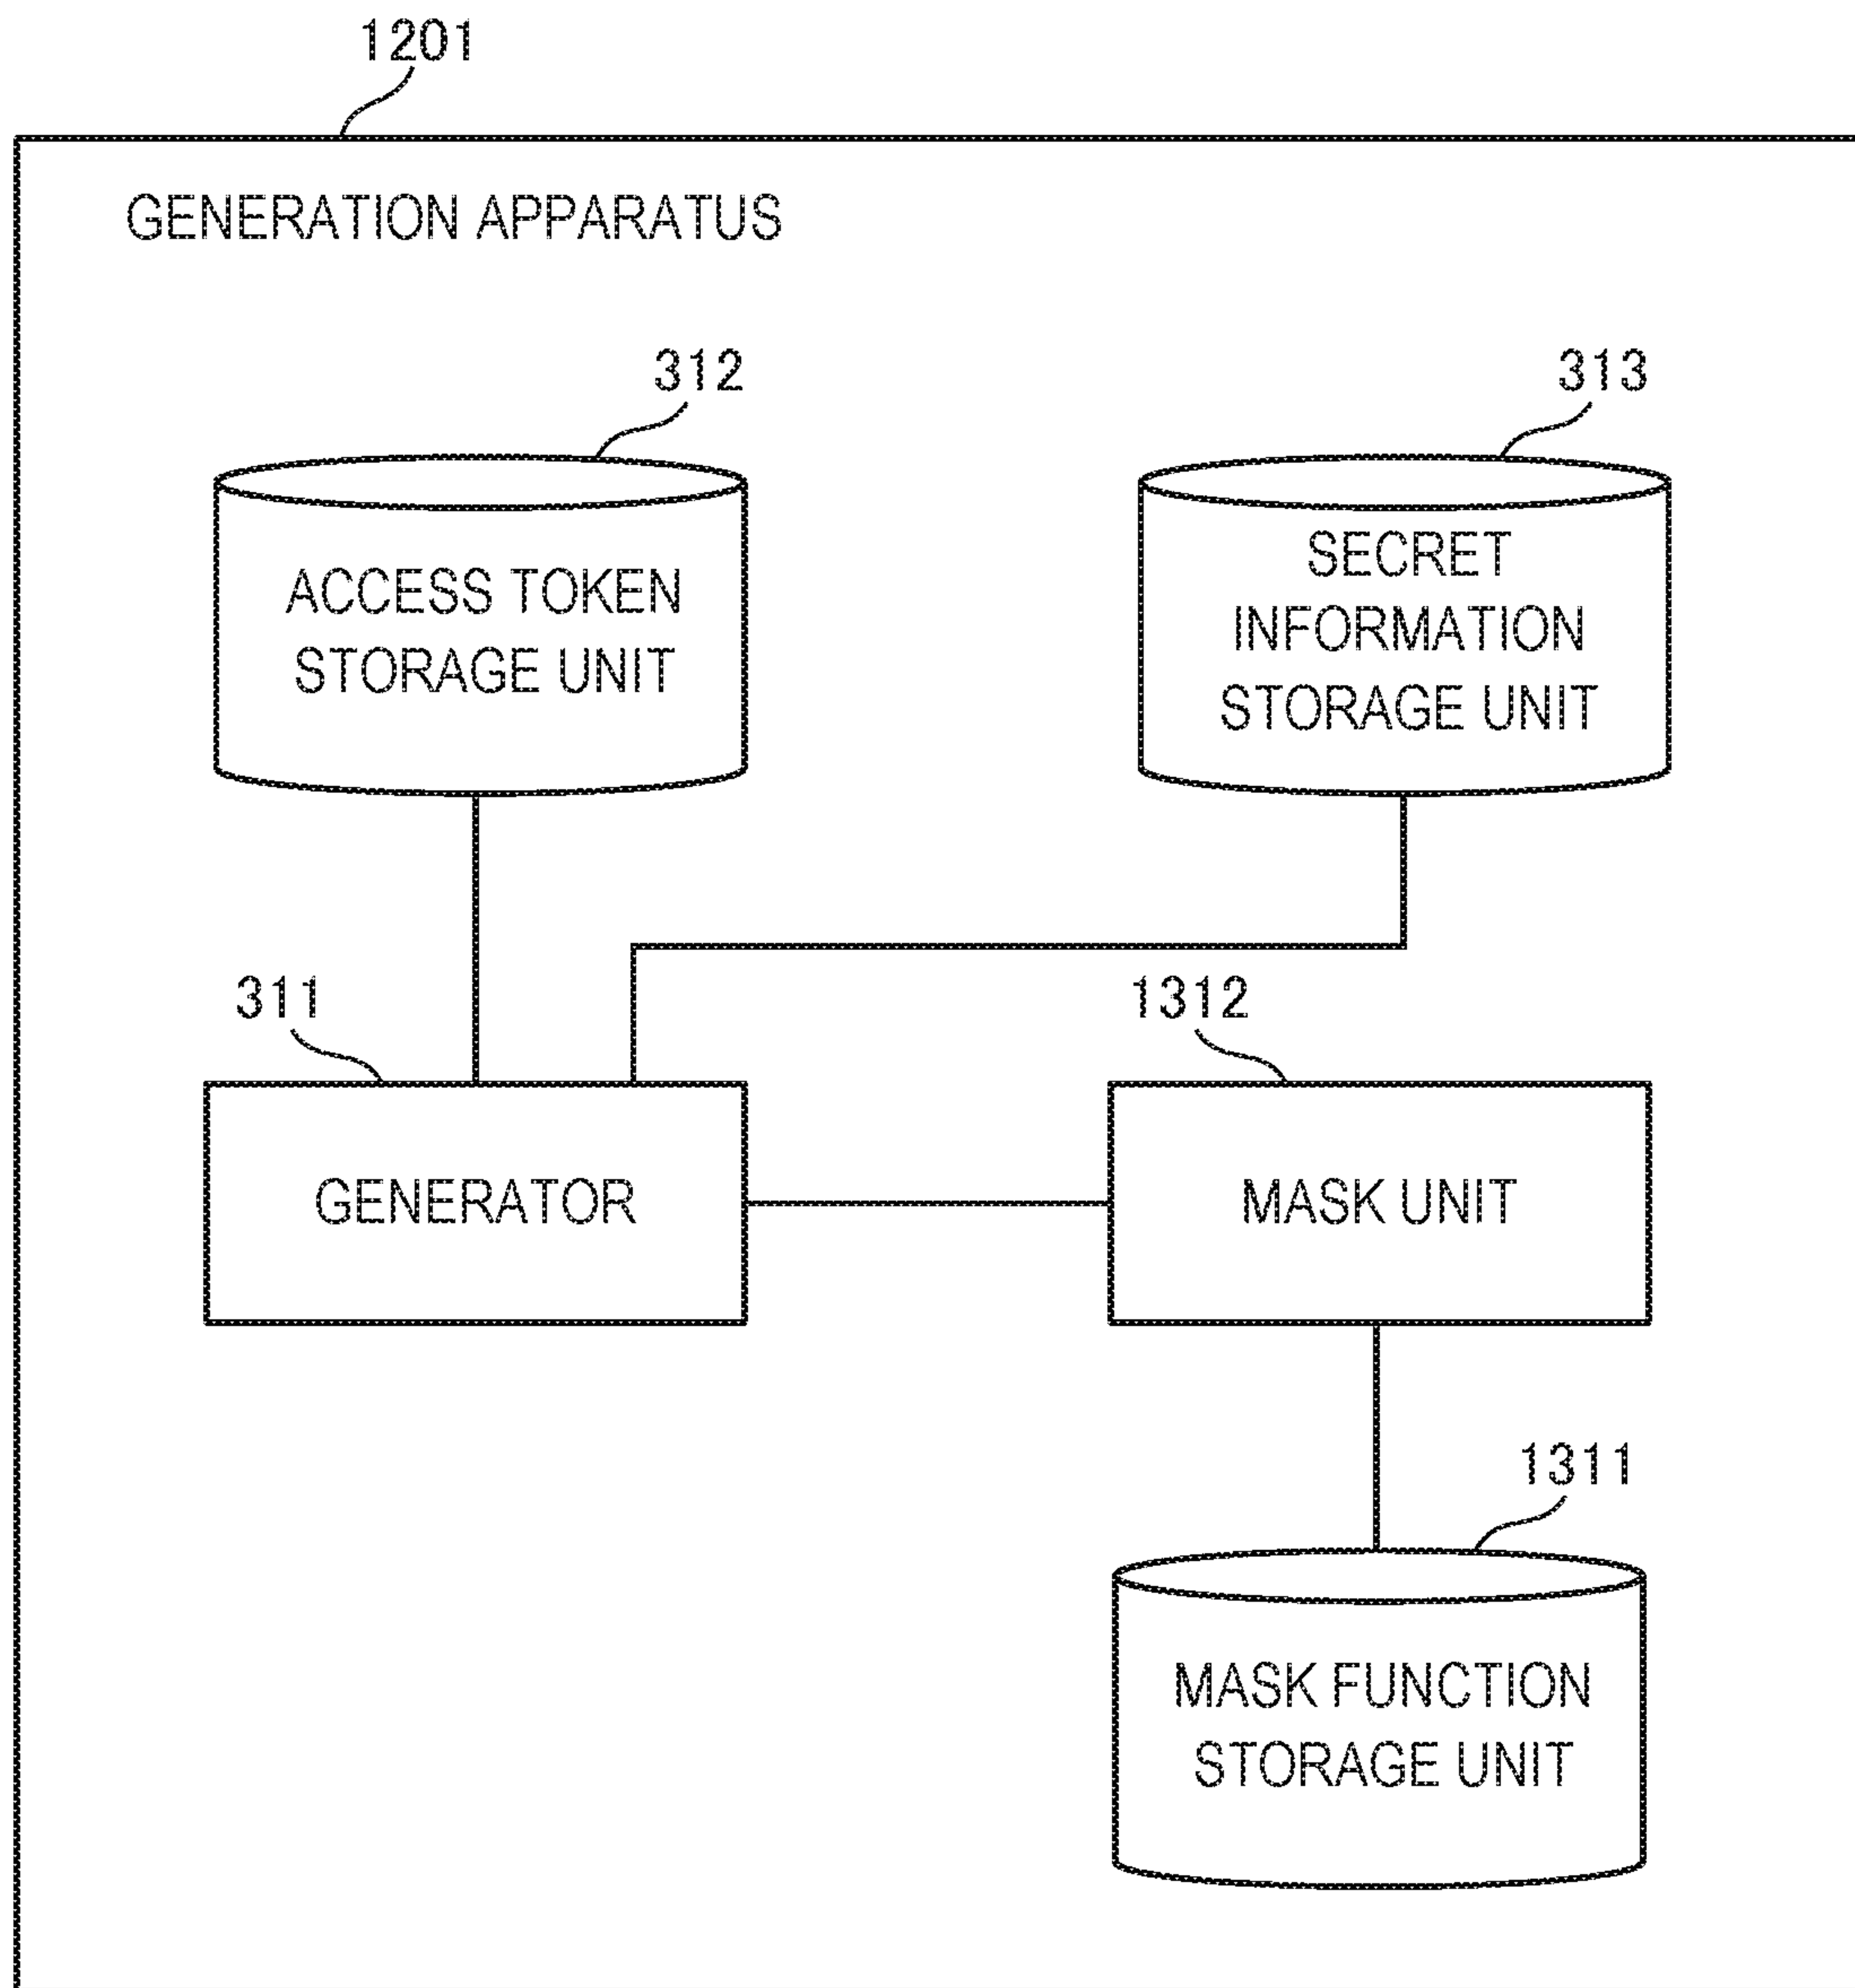 1201
GENERATION APPARATUS
312
313
ACCESS TOKEN
STORAGE UNIT
SECRET
INFORMATION
STORAGE UNIT
311
1312
GENERATOR
MASK UNIT
1311
MASK FUNCTION
STORAGE UNIT